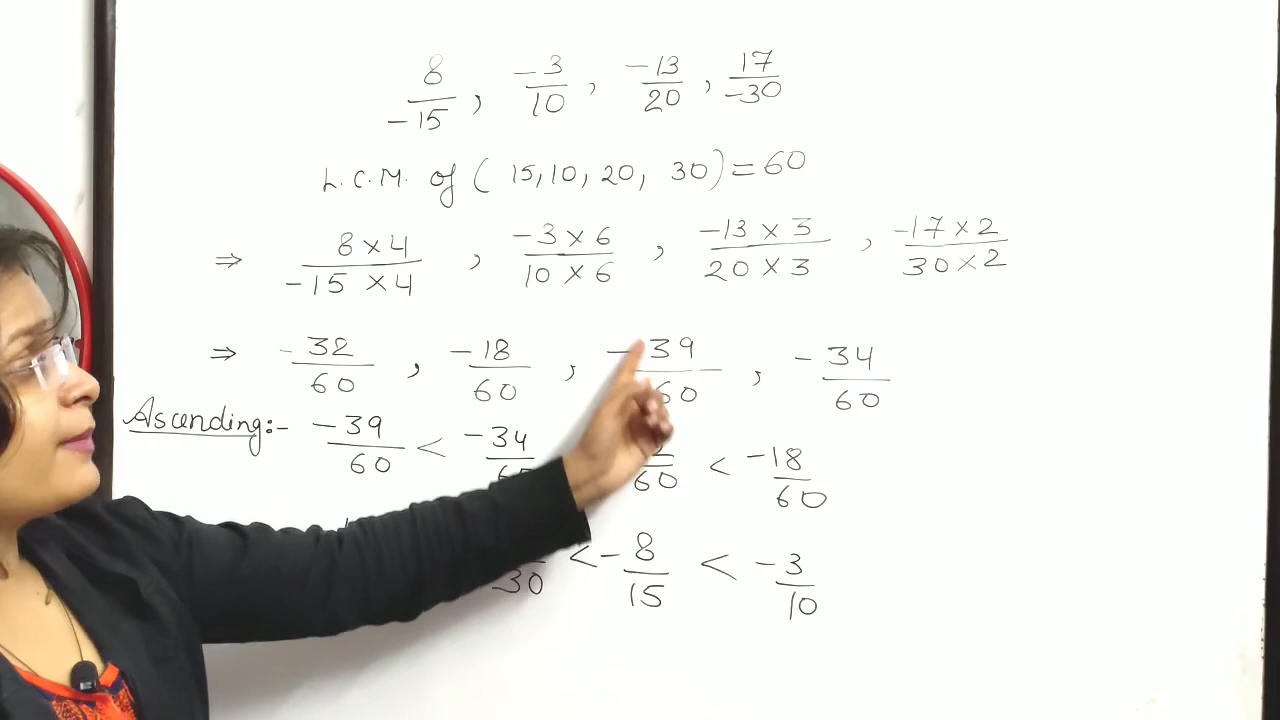 8/-15, -3/10, -13/20, 17/-30
L.C.M. of (15,10,20, 30)=60
⇒ 8×4/-15×4, -3×6/10×6, -13×3/20×3, -17×2/30×2
⇒ -32/60, -18/60, -39/60, -34/60
Ascending:- -39/60 < -34/60 /60 < -18/60
30 < -8/15 < -3/10